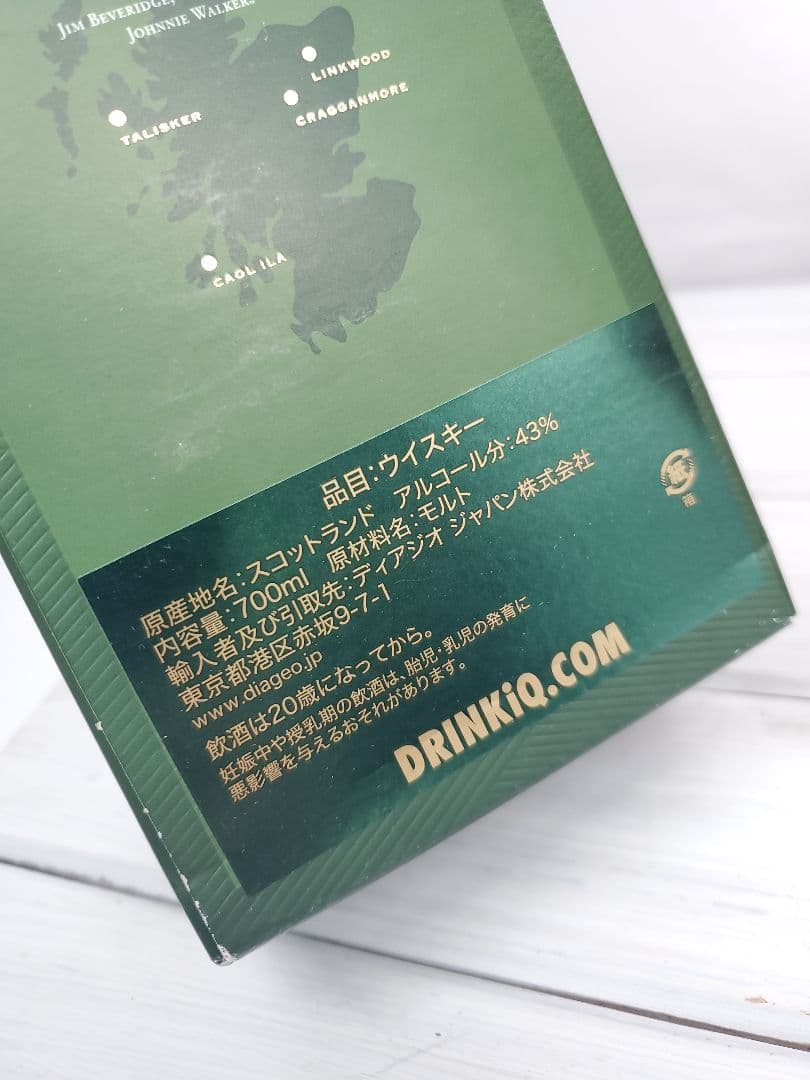 JIM BEVERIDGE,
JOHNNIE WALKER.
LINKWOOD
CRAGGANMORE
TALISKER
CAOL ILA
品目:ウイスキー
原産地名:スコットランド アルコール分:43%
内容量:700ml 原材料名:モルト
輸入者及び引取先:ディアジオ ジャパン株式会社
東京都港区赤坂9-7-1
www.diageo.jp
飲酒は20歳になってから。
妊娠中や授乳期の飲酒は、胎児・乳児の発育に
悪影響を与えるおそれがあります。
DRINKiQ.COM
紙
箱